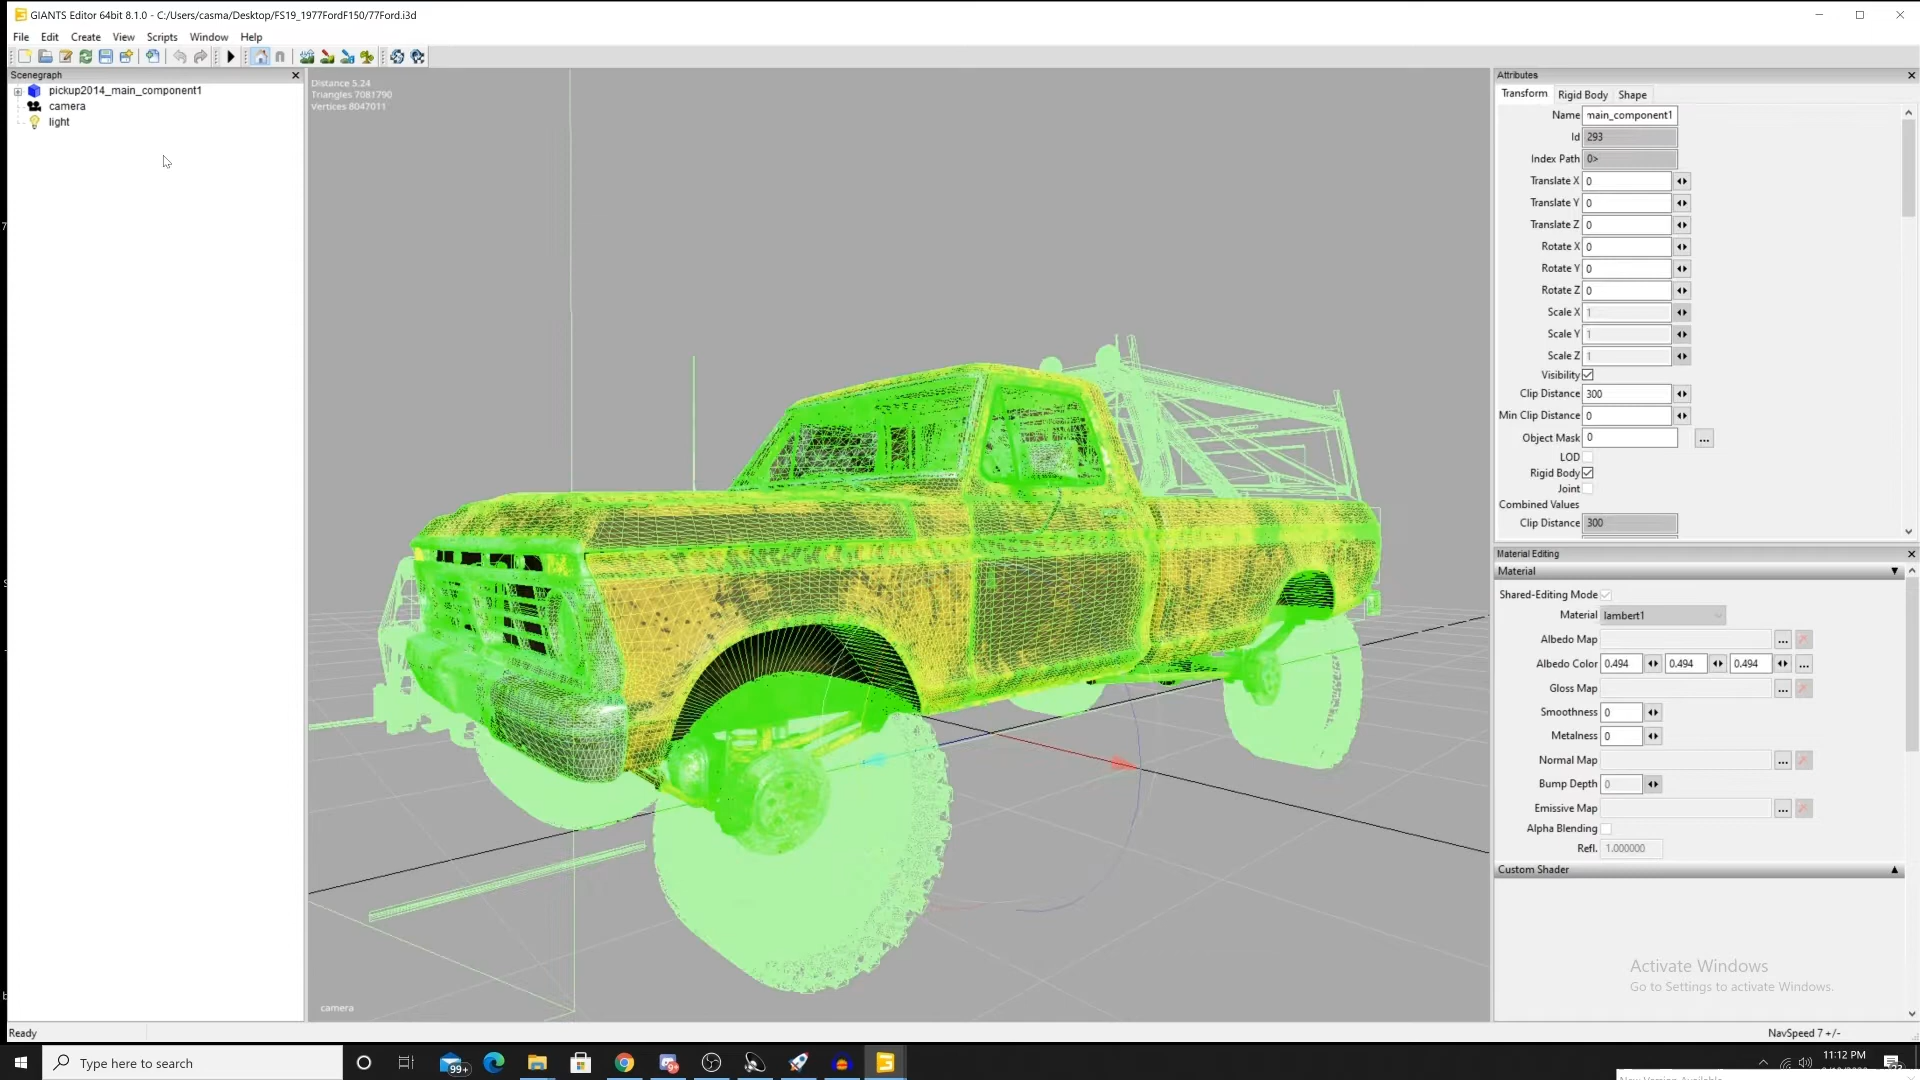 GIANTS Editor 64bit 8.1.0 - C:/Users/casma/Desktop/FS19_1977FordF150/77Ford.i3d
File Edit Create View Scripts Window Help
Scenegraph
pickup2014_main_component1
camera
light
Distance 5.24
Triangles 7081790
Vertices 8047011
camera
Attributes
Transform Rigid Body Shape
Name main_component1
Id 293
Index Path 0>
Translate X 0
Translate Y 0
Translate Z 0
Rotate X 0
Rotate Y 0
Rotate Z 0
Scale X 1
Scale Y 1
Scale Z 1
Visibility
Clip Distance 300
Min Clip Distance 0
Object Mask 0 ...
LOD
Rigid Body
Joint
Combined Values
Clip Distance 300
Material Editing
Material
Shared-Editing Mode
Material lambert1
Albedo Map ...
Albedo Color 0.494 0.494 0.494 ...
Gloss Map ...
Smoothness 0
Metalness 0
Normal Map ...
Bump Depth 0
Emissive Map ...
Alpha Blending
Refl. 1.000000
Custom Shader
Activate Windows
Go to Settings to activate Windows.
Ready
NavSpeed 7 +/-
Type here to search
99+
11:12 PM
New Version Available